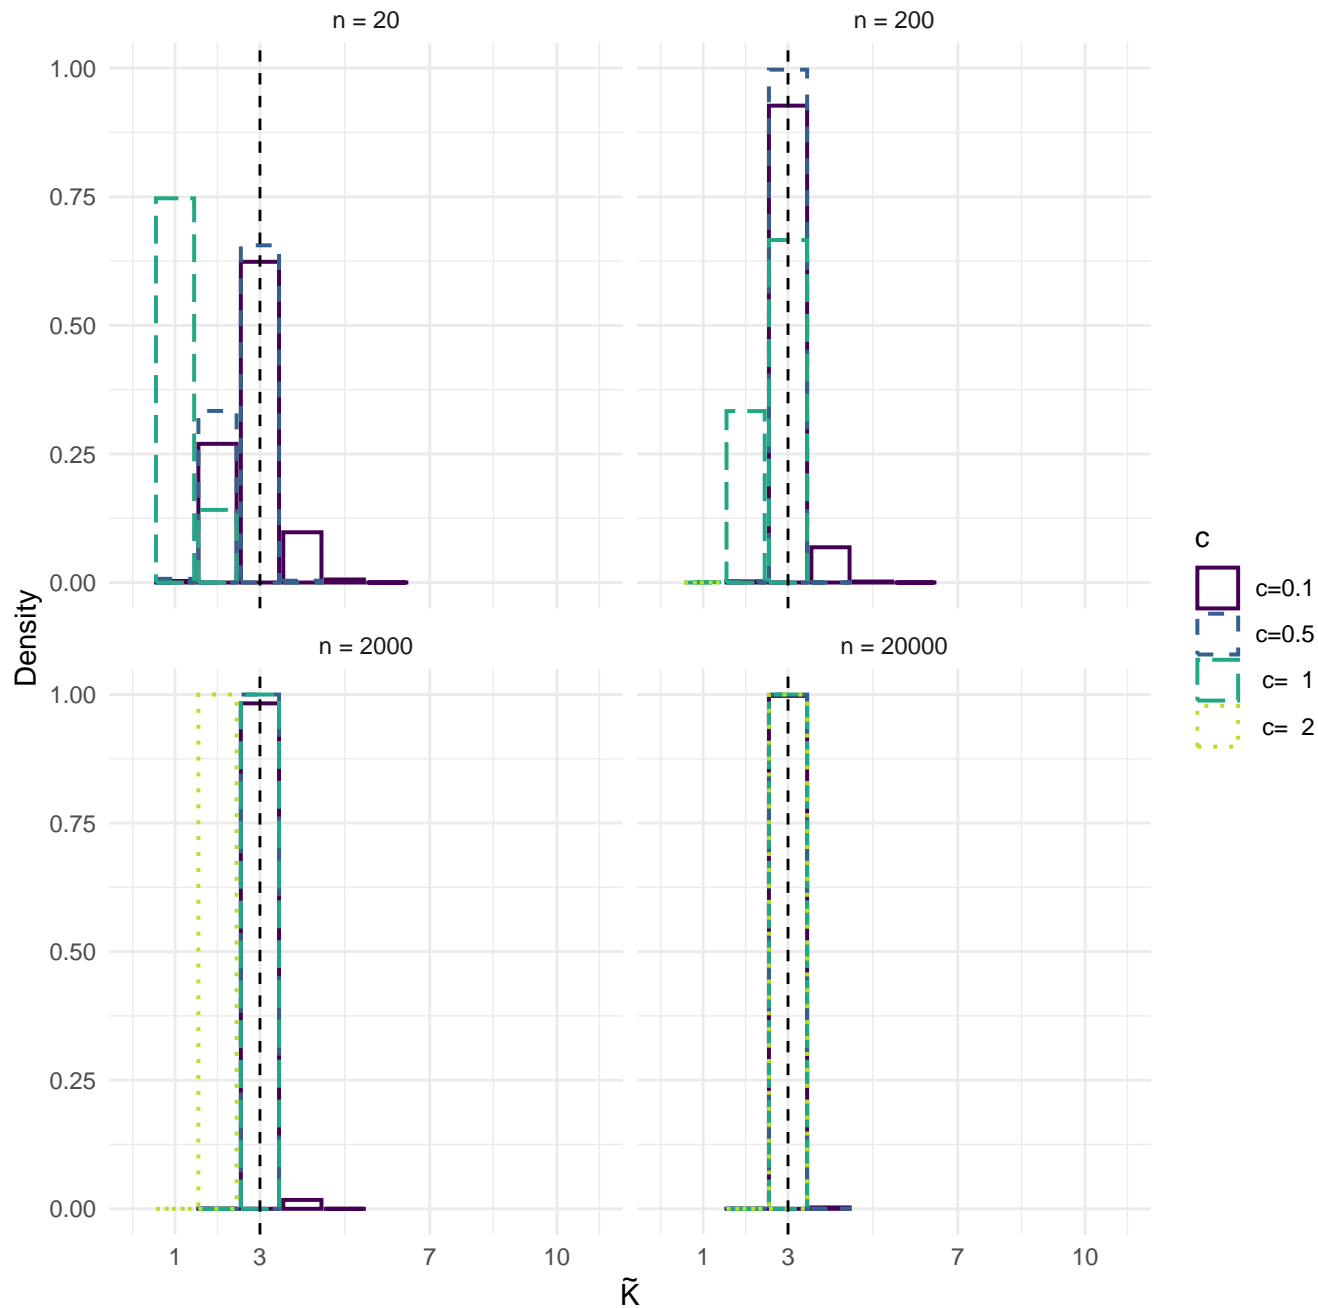 n = 20
n = 200
1.00
0.75
0.50
0.25
0.00
n = 2000
n = 20000
1.00
0.75
0.50
0.25
0.00
1 3 7 10
1 3 7 10
K̃
Density
c
c=0.1
c=0.5
c= 1
c= 2